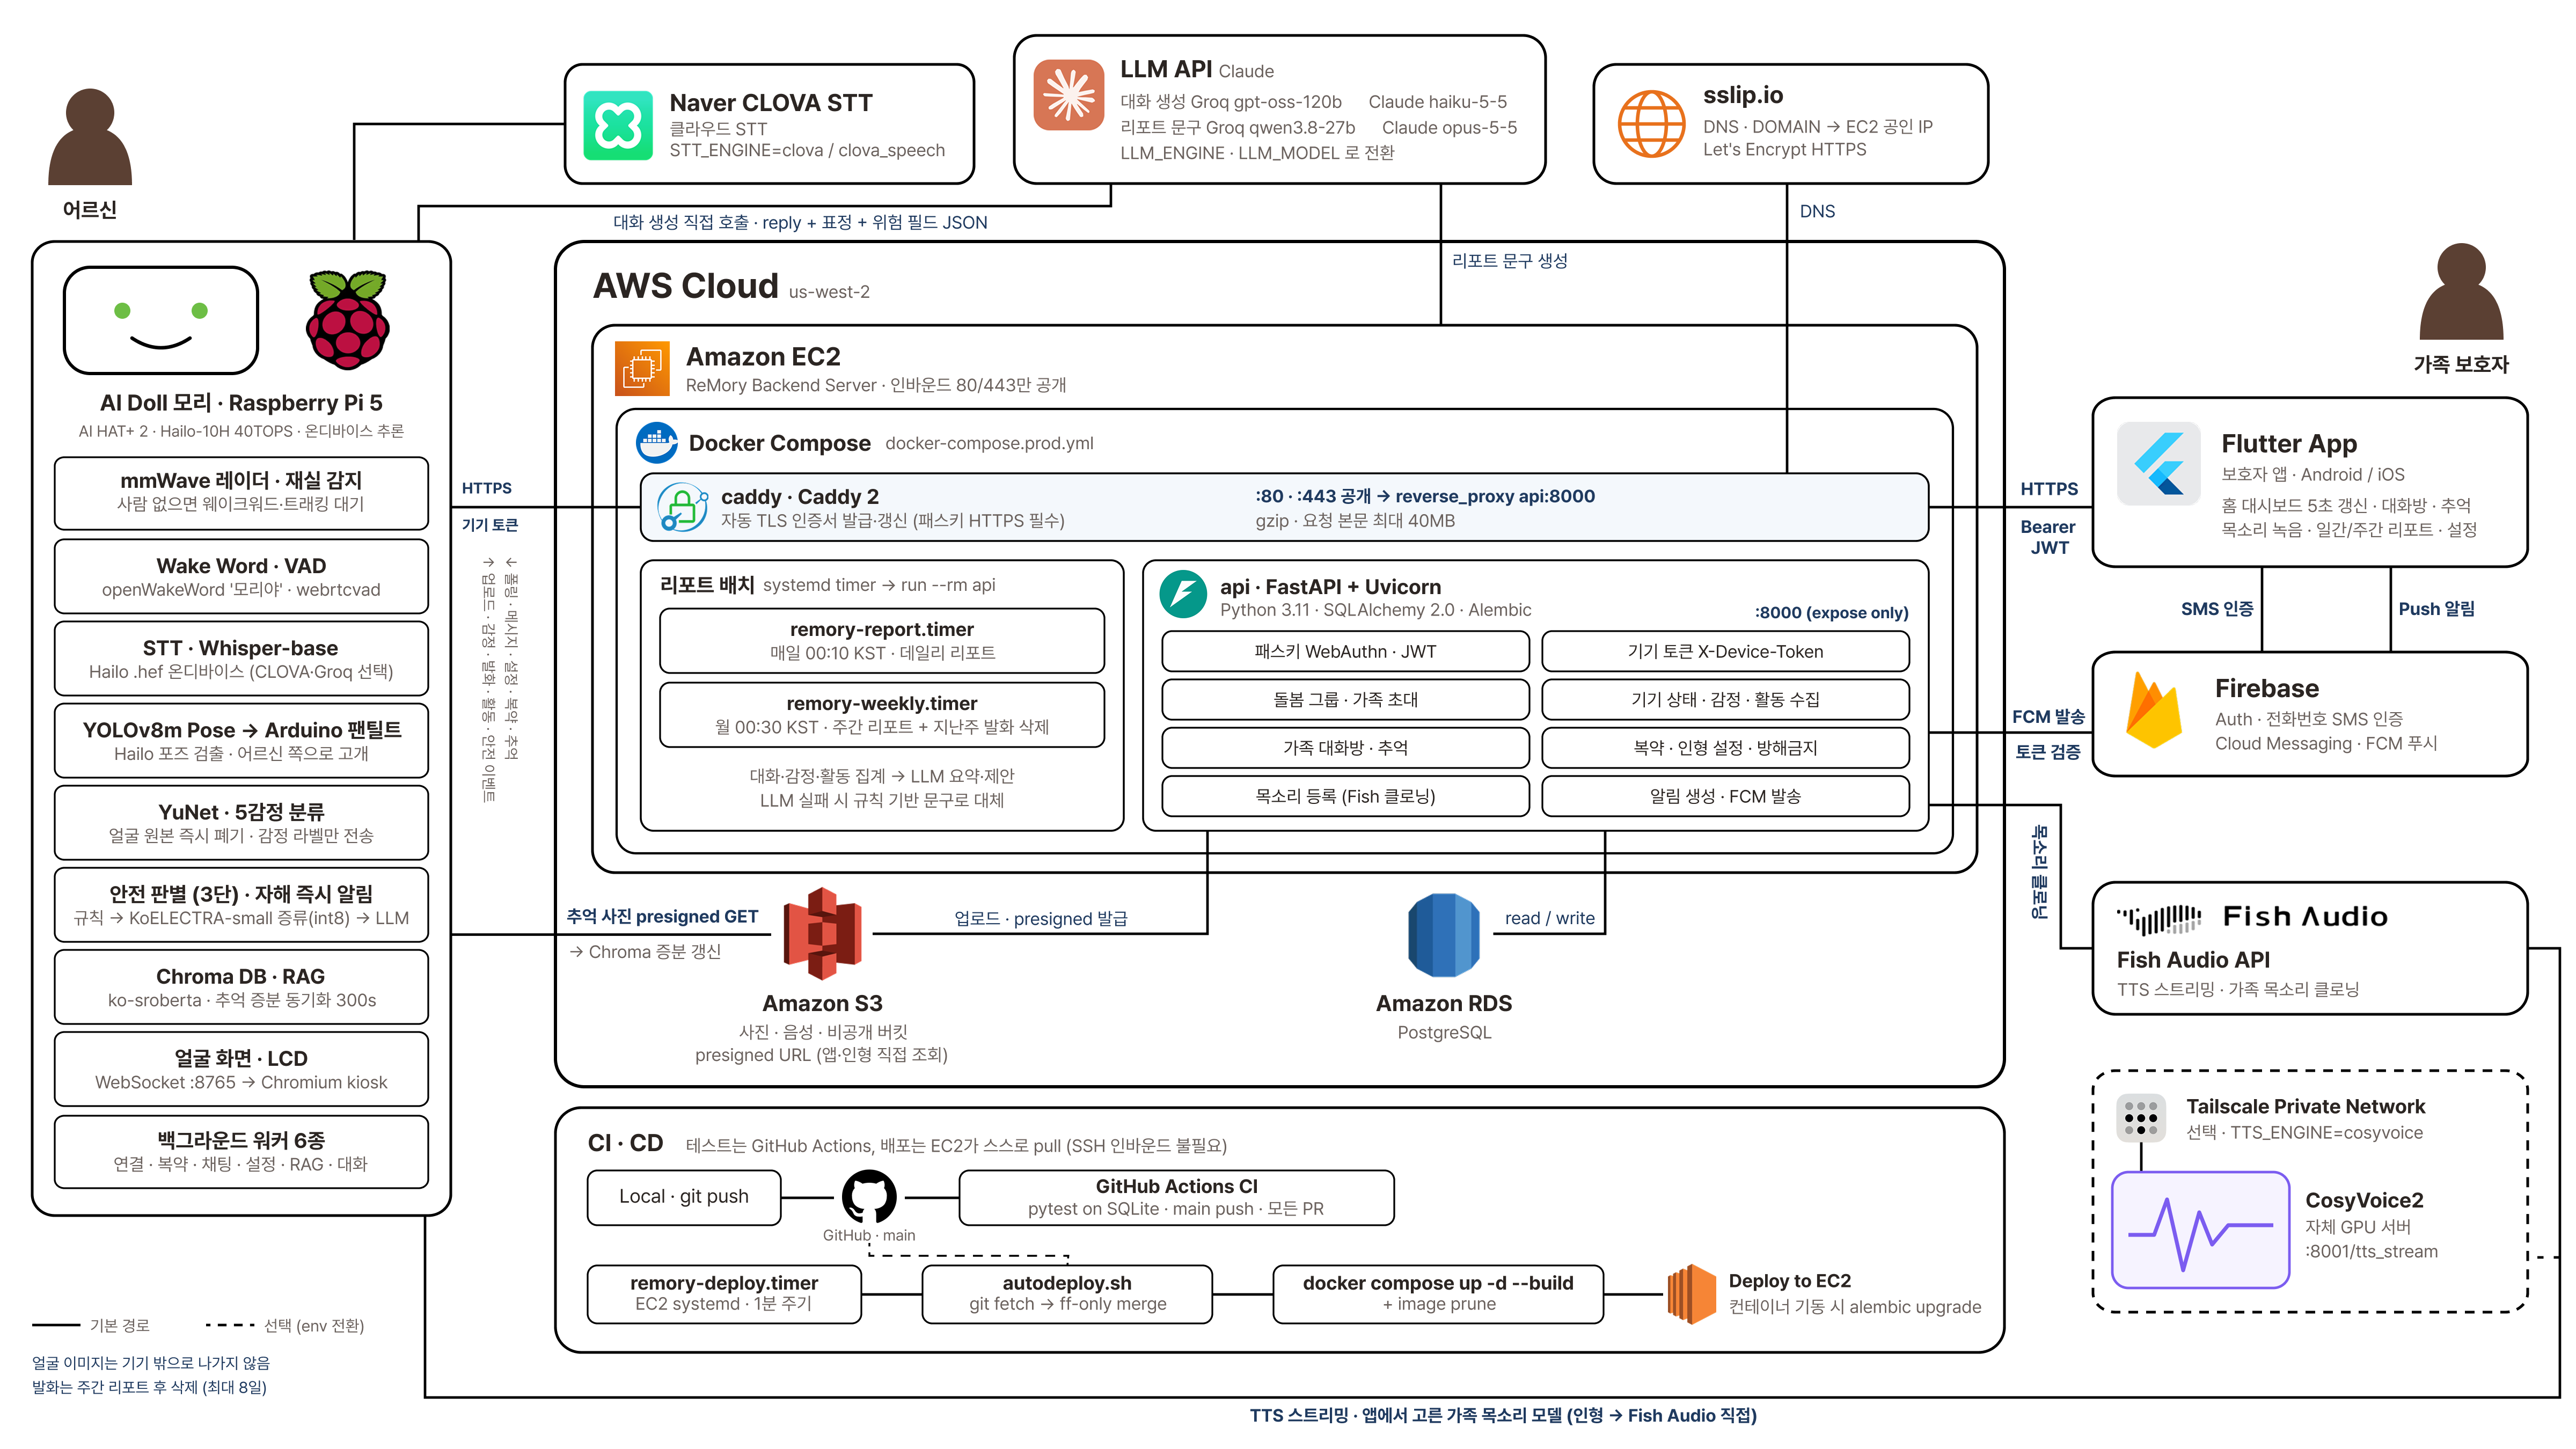 어르신
Naver CLOVA STT
클라우드 STT
STT_ENGINE=clova / clova_speech
LLM API Claude
대화 생성 Groq gpt-oss-120b Claude haiku-5-5
리포트 문구 Groq qwen3.8-27b Claude opus-5-5
LLM_ENGINE · LLM_MODEL 로 전환
sslip.io
DNS · DOMAIN → EC2 공인 IP
Let's Encrypt HTTPS
대화 생성 직접 호출 · reply + 표정 + 위험 필드 JSON
리포트 문구 생성
DNS
AI Doll 모리 · Raspberry Pi 5
AI HAT+ 2 · Hailo-10H 40TOPS · 온디바이스 추론
mmWave 레이더 · 재실 감지
사람 없으면 웨이크워드·트래킹 대기
Wake Word · VAD
openWakeWord '모리야' · webrtcvad
STT · Whisper-base
Hailo .hef 온디바이스 (CLOVA·Groq 선택)
YOLOv8m Pose → Arduino 팬틸트
Hailo 포즈 검출 · 어르신 쪽으로 고개
YuNet · 5감정 분류
얼굴 원본 즉시 폐기 · 감정 라벨만 전송
안전 판별 (3단) · 자해 즉시 알림
규칙 → KoELECTRA-small 증류(int8) → LLM
Chroma DB · RAG
ko-sroberta · 추억 증분 동기화 300s
얼굴 화면 · LCD
WebSocket :8765 → Chromium kiosk
백그라운드 워커 6종
연결 · 복약 · 채팅 · 설정 · RAG · 대화
HTTPS
기기 토큰
↓ 폴링 · 메시지 · 설정 · 복약 · 추억
↑ 업로드 · 감정 · 발화 · 활동 · 안전 이벤트
AWS Cloud us-west-2
Amazon EC2
ReMory Backend Server · 인바운드 80/443만 공개
Docker Compose docker-compose.prod.yml
caddy · Caddy 2
자동 TLS 인증서 발급·갱신 (패스키 HTTPS 필수)
:80 · :443 공개 → reverse_proxy api:8000
gzip · 요청 본문 최대 40MB
리포트 배치 systemd timer → run --rm api
remory-report.timer
매일 00:10 KST · 데일리 리포트
remory-weekly.timer
월 00:30 KST · 주간 리포트 + 지난주 발화 삭제
대화·감정·활동 집계 → LLM 요약·제안
LLM 실패 시 규칙 기반 문구로 대체
api · FastAPI + Uvicorn
Python 3.11 · SQLAlchemy 2.0 · Alembic
:8000 (expose only)
패스키 WebAuthn · JWT
기기 토큰 X-Device-Token
돌봄 그룹 · 가족 초대
기기 상태 · 감정 · 활동 수집
가족 대화방 · 추억
복약 · 인형 설정 · 방해금지
목소리 등록 (Fish 클로닝)
알림 생성 · FCM 발송
추억 사진 presigned GET
→ Chroma 증분 갱신
업로드 · presigned 발급
read / write
Amazon S3
사진 · 음성 · 비공개 버킷
presigned URL (앱·인형 직접 조회)
Amazon RDS
PostgreSQL
가족 보호자
HTTPS
Bearer
JWT
Flutter App
보호자 앱 · Android / iOS
홈 대시보드 5초 갱신 · 대화방 · 추억
목소리 녹음 · 일간/주간 리포트 · 설정
SMS 인증
Push 알림
FCM 발송
토큰 검증
Firebase
Auth · 전화번호 SMS 인증
Cloud Messaging · FCM 푸시
목소리 클로닝
Fish Audio
Fish Audio API
TTS 스트리밍 · 가족 목소리 클로닝
Tailscale Private Network
선택 · TTS_ENGINE=cosyvoice
CosyVoice2
자체 GPU 서버
:8001/tts_stream
CI · CD 테스트는 GitHub Actions, 배포는 EC2가 스스로 pull (SSH 인바운드 불필요)
Local · git push
GitHub · main
GitHub Actions CI
pytest on SQLite · main push · 모든 PR
remory-deploy.timer
EC2 systemd · 1분 주기
autodeploy.sh
git fetch → ff-only merge
docker compose up -d --build
+ image prune
Deploy to EC2
컨테이너 기동 시 alembic upgrade
기본 경로
선택 (env 전환)
얼굴 이미지는 기기 밖으로 나가지 않음
발화는 주간 리포트 후 삭제 (최대 8일)
TTS 스트리밍 · 앱에서 고른 가족 목소리 모델 (인형 → Fish Audio 직접)